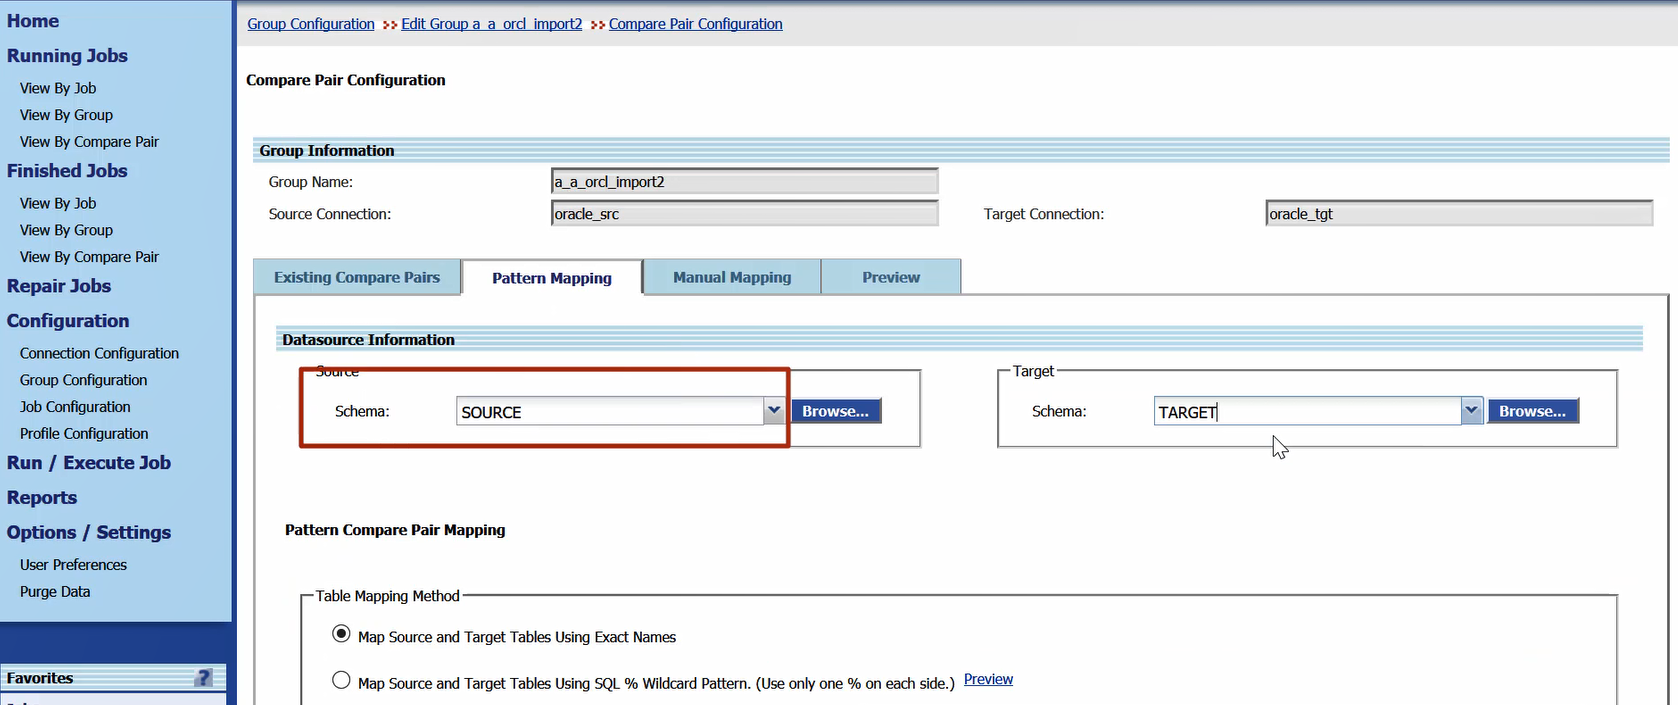 Home
Running Jobs
View By Job
View By Group
View By Compare Pair
Finished Jobs
View By Job
View By Group
View By Compare Pair
Repair Jobs
Configuration
Connection Configuration
Group Configuration
Job Configuration
Profile Configuration
Run / Execute Job
Reports
Options / Settings
User Preferences
Purge Data
Favorites ?
Group Configuration Edit Group a_a_orcl_import2 Compare Pair Configuration
Compare Pair Configuration
Group Information
Group Name: a_a_orcl_import2
Source Connection: oracle_src Target Connection: oracle_tgt
Existing Compare Pairs Pattern Mapping Manual Mapping Preview
Datasource Information
Source Target
Schema: SOURCE Browse... Schema: TARGET Browse...
Pattern Compare Pair Mapping
Table Mapping Method
Map Source and Target Tables Using Exact Names
Map Source and Target Tables Using SQL % Wildcard Pattern. (Use only one % on each side.) Preview